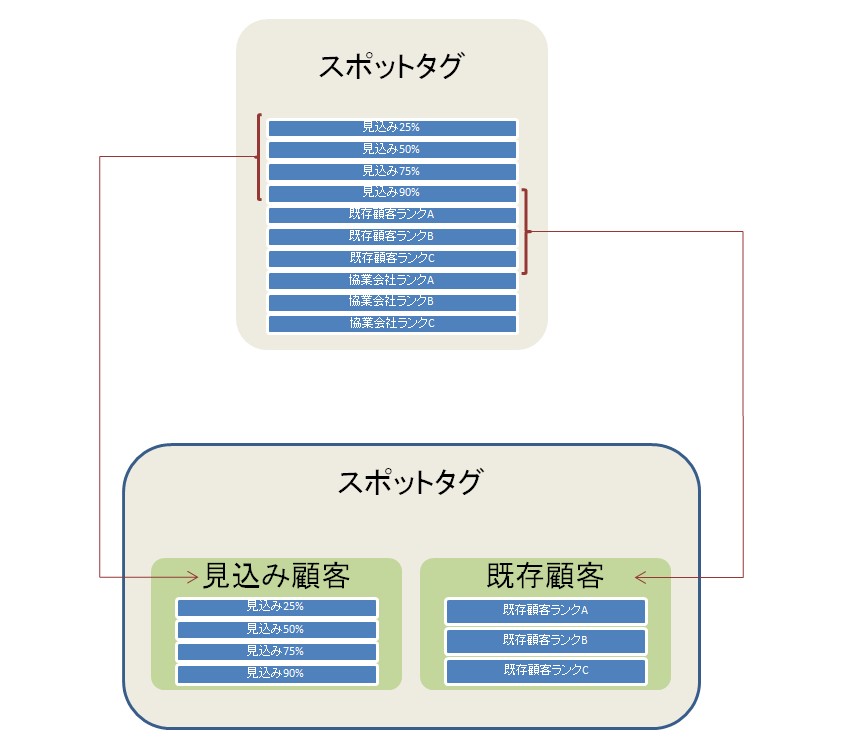 スポットタグ
見込み25%
見込み50%
見込み75%
見込み90%
既存顧客ランクA
既存顧客ランクB
既存顧客ランクC
協業会社ランクA
協業会社ランクB
協業会社ランクC
スポットタグ
見込み顧客
見込み25%
見込み50%
見込み75%
見込み90%
既存顧客
既存顧客ランクA
既存顧客ランクB
既存顧客ランクC